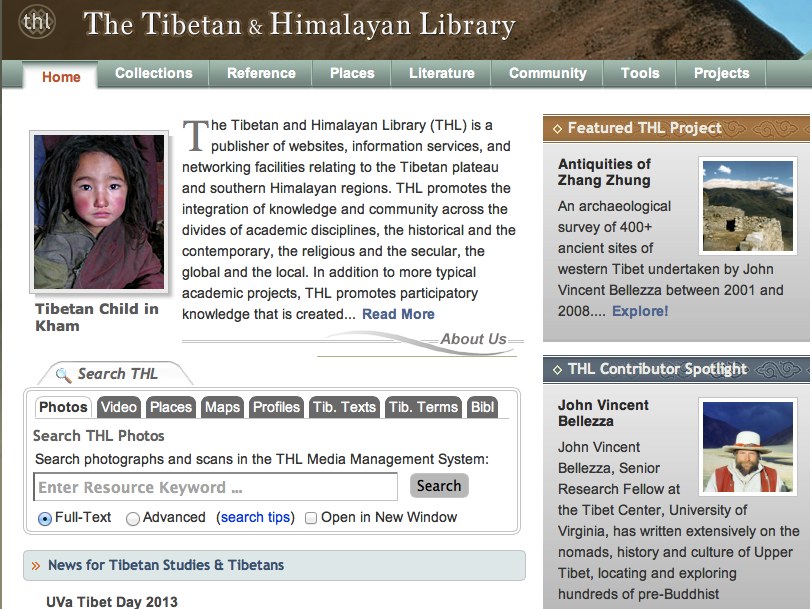 thl
The Tibetan & Himalayan Library
Home Collections Reference Places Literature Community Tools Projects
Tibetan Child in
Kham
The Tibetan and Himalayan Library (THL) is a
publisher of websites, information services, and
networking facilities relating to the Tibetan plateau
and southern Himalayan regions. THL promotes the
integration of knowledge and community across the
divides of academic disciplines, the historical and the
contemporary, the religious and the secular, the
global and the local. In addition to more typical
academic projects, THL promotes participatory
knowledge that is created... Read More
About Us
Search THL
Photos Video Places Maps Profiles Tib. Texts Tib. Terms Bibl
Search THL Photos
Search photographs and scans in the THL Media Management System:
Enter Resource Keyword ...
Search
Full-Text Advanced (search tips) Open in New Window
» News for Tibetan Studies & Tibetans
UVa Tibet Day 2013
Featured THL Project
Antiquities of
Zhang Zhung
An archaeological
survey of 400+
ancient sites of
western Tibet undertaken by John
Vincent Bellezza between 2001 and
2008.... Explore!
THL Contributor Spotlight
John Vincent
Bellezza
John Vincent
Bellezza, Senior
Research Fellow at
the Tibet Center, University of
Virginia, has written extensively on the
nomads, history and culture of Upper
Tibet, locating and exploring
hundreds of pre-Buddhist